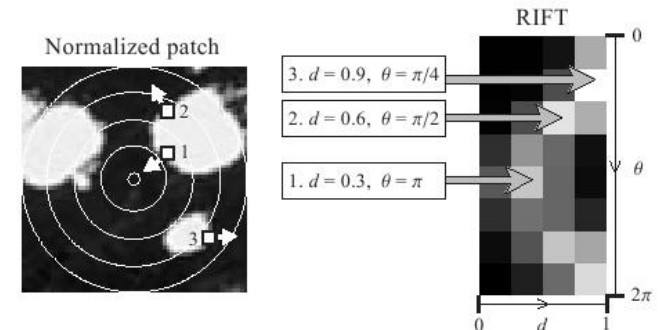 RIFT
Normalized patch
0
3. d = 0.9, θ = π/4
2. d = 0.6, θ = π/2
1. d = 0.3, θ = π
2
1
3
θ
2π
0 d 1